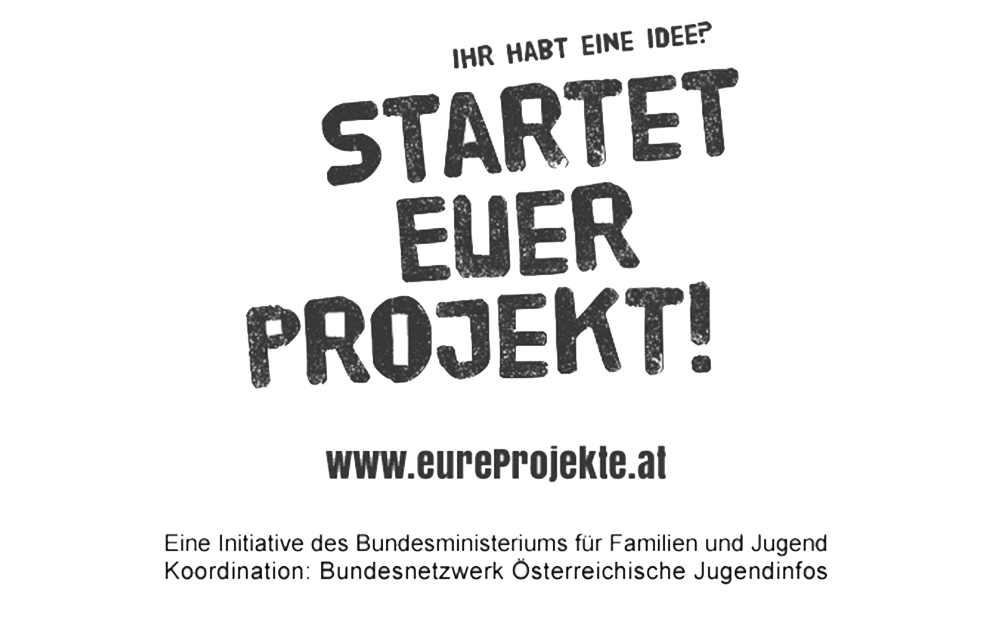 IHR HABT EINE IDEE?
STARTET
EUER
PROJEKT!
www.eureProjekte.at
Eine Initiative des Bundesministeriums für Familien und Jugend
Koordination: Bundesnetzwerk Österreichische Jugendinfos